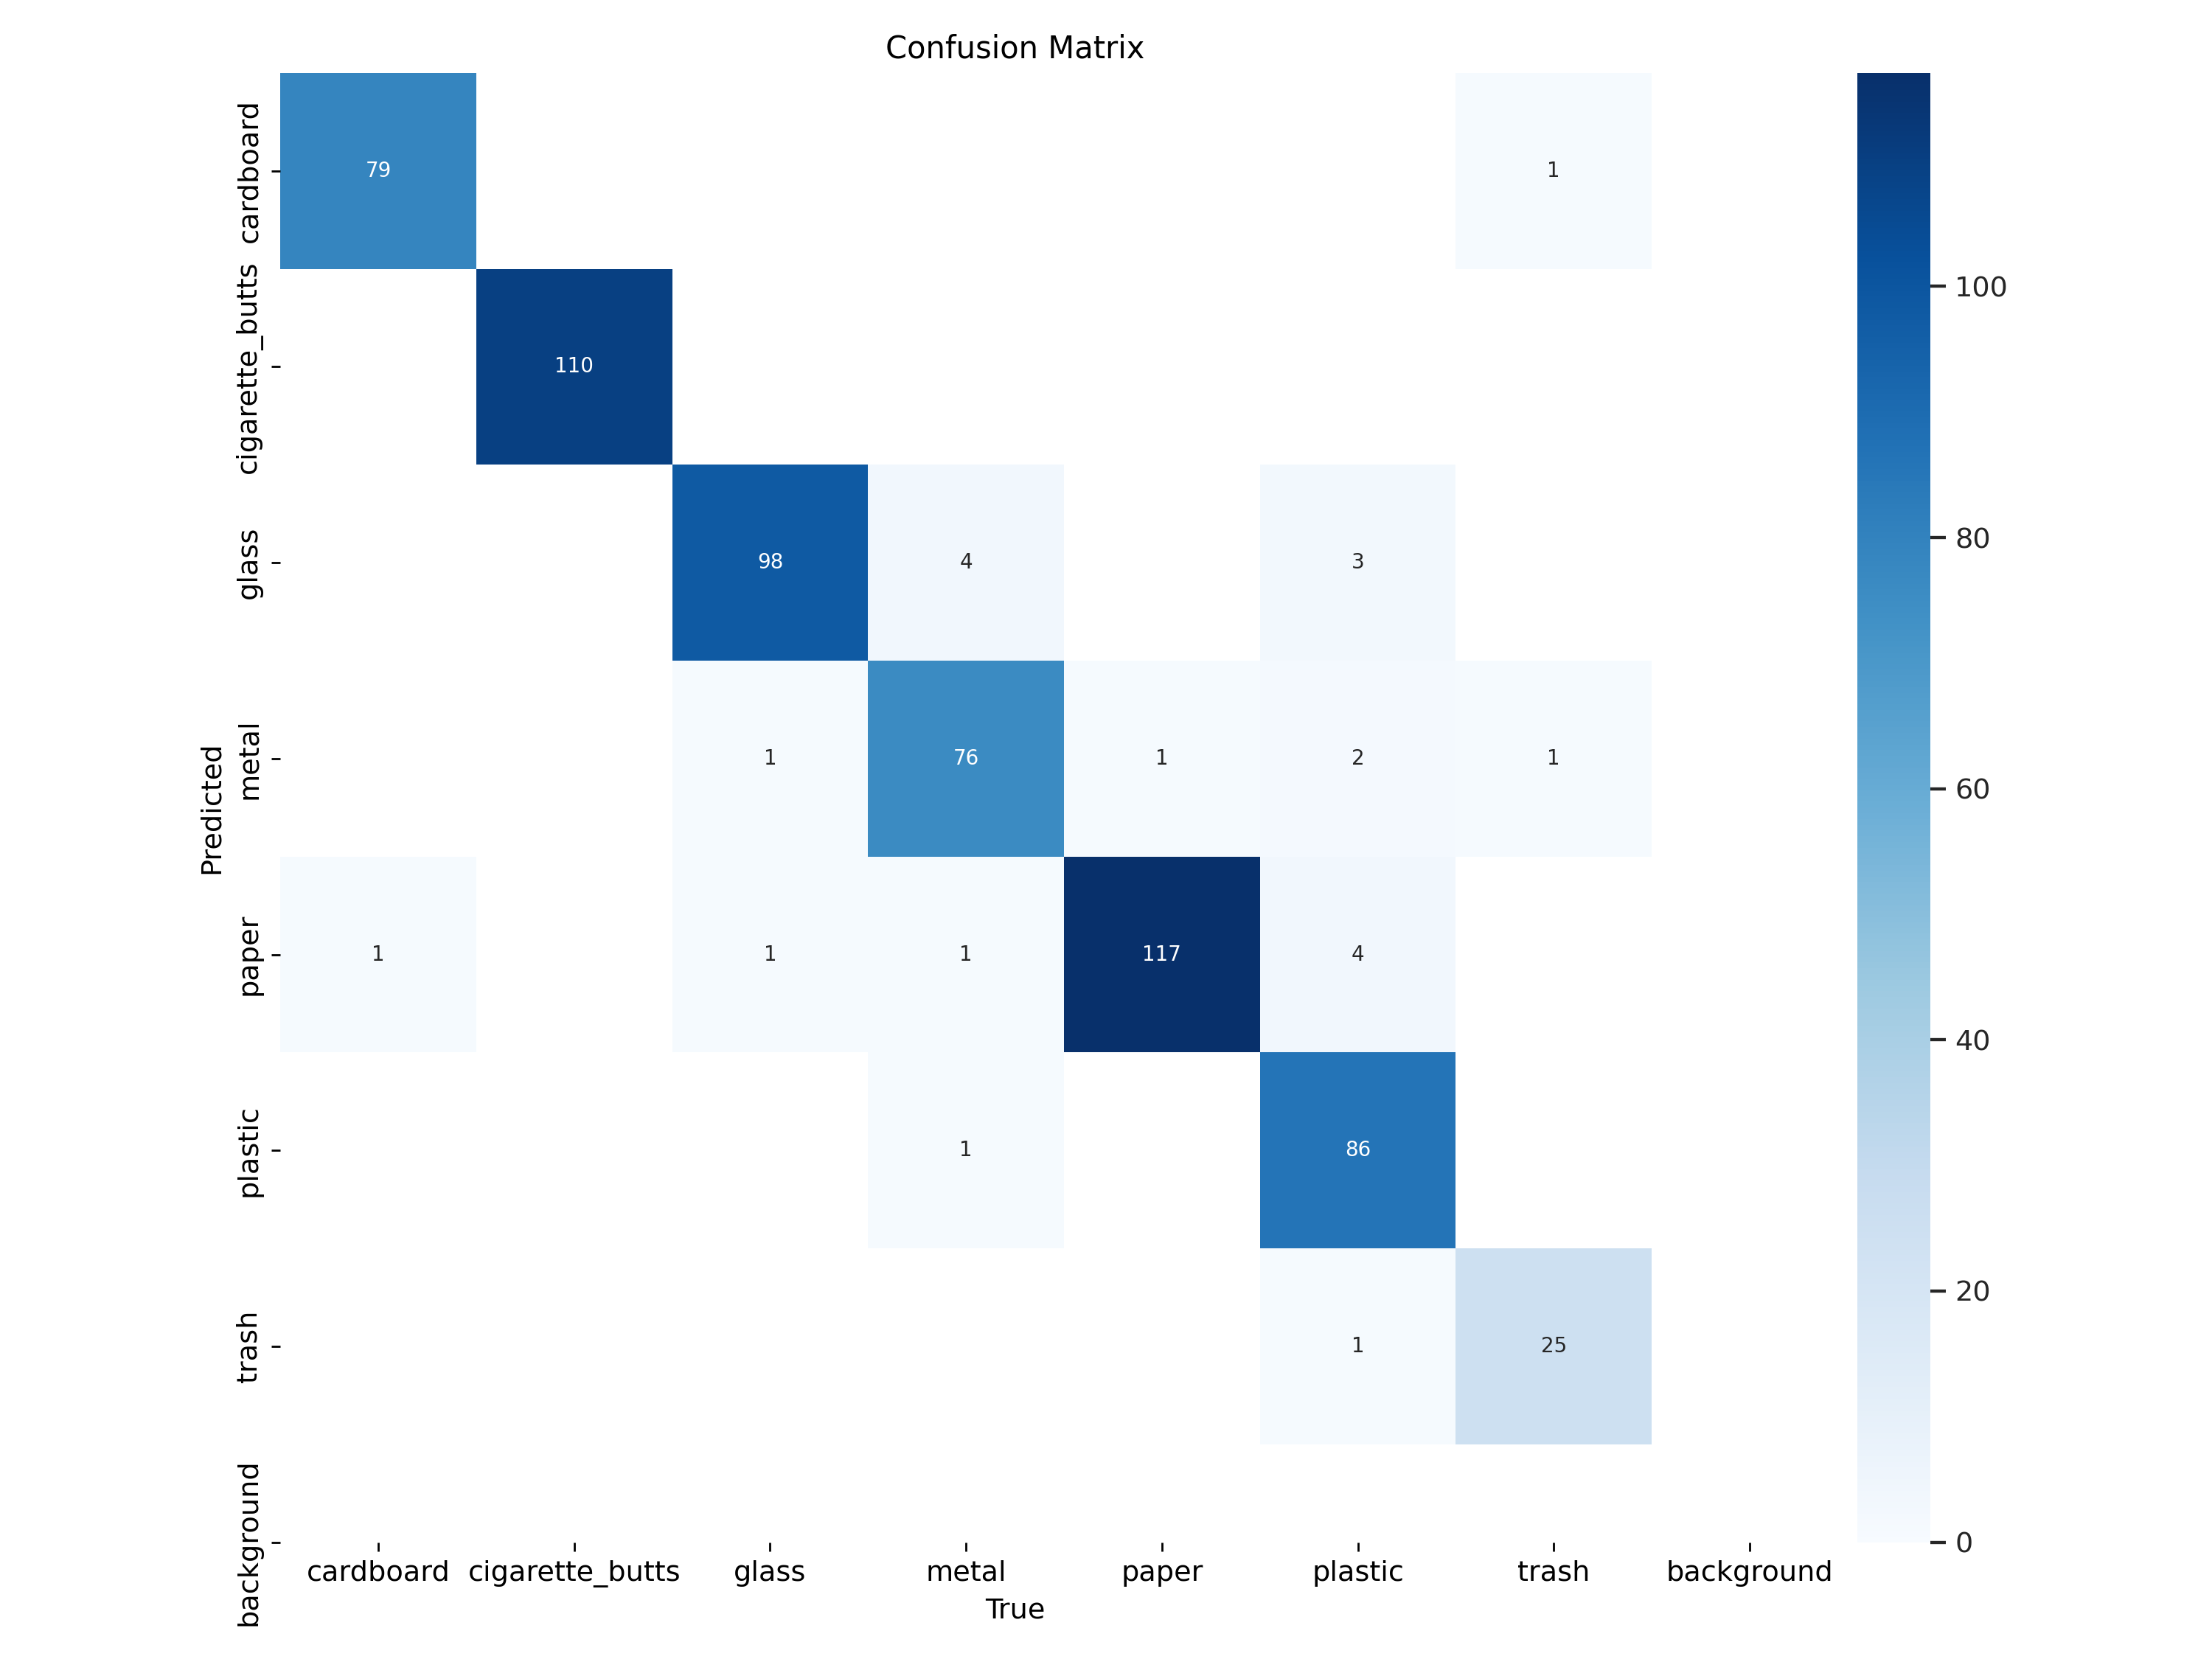 Confusion Matrix
Predicted
cardboard
79
1
cigarette_butts
110
glass
98
4
3
metal
1
76
1
2
1
paper
1
1
1
117
4
plastic
1
86
trash
1
25
background
cardboard
cigarette_butts
glass
metal
paper
plastic
trash
background
True
100
80
60
40
20
0